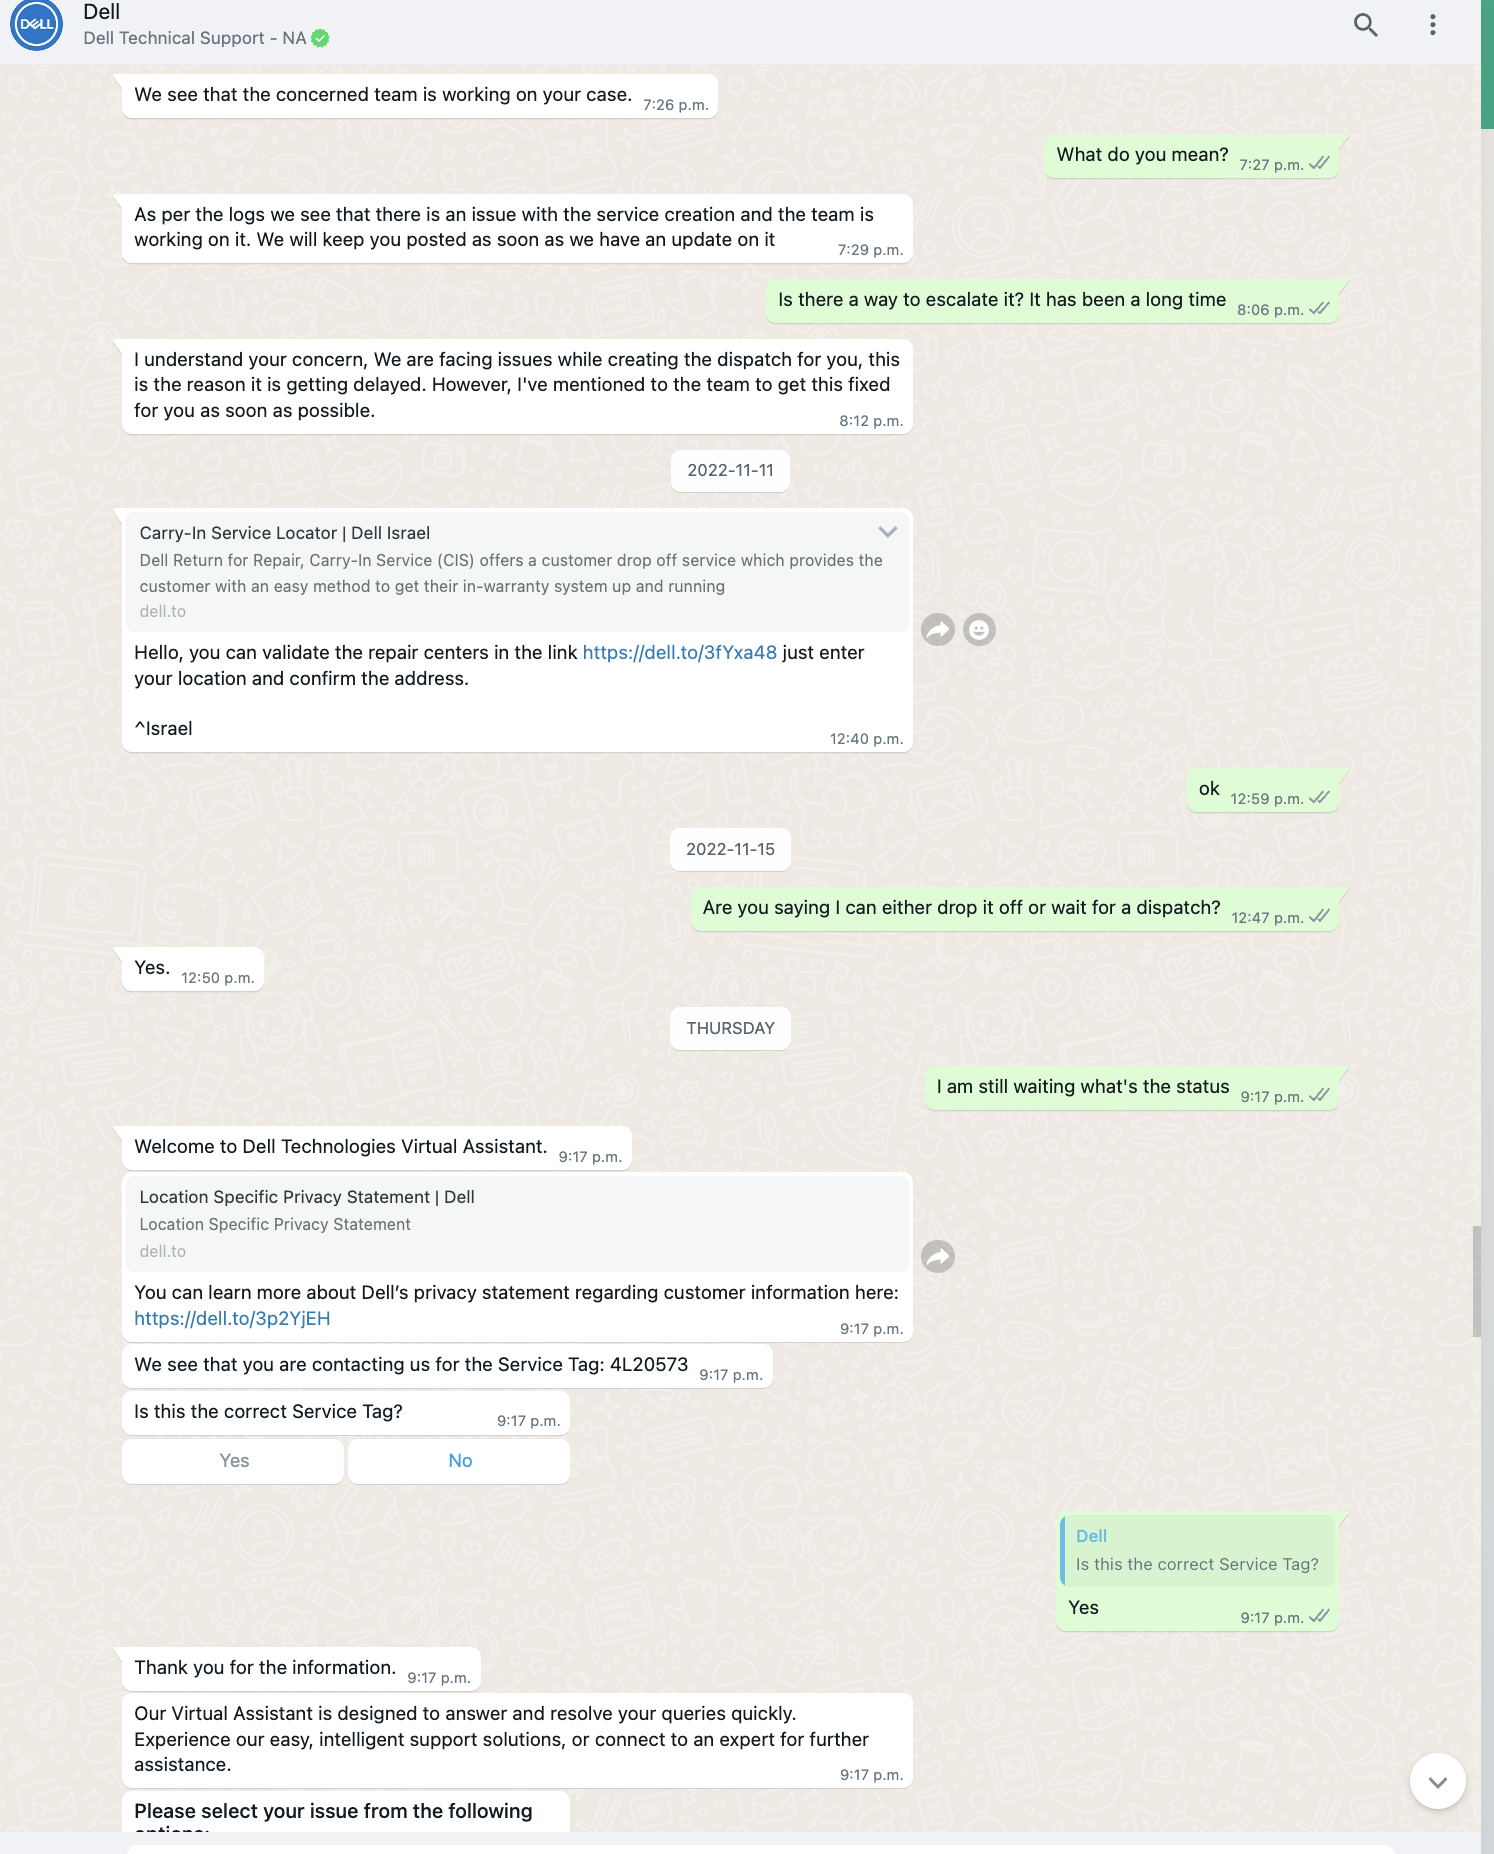 DELL
Dell
Dell Technical Support - NA
We see that the concerned team is working on your case.
7:26 p.m.
What do you mean?
7:27 p.m.
As per the logs we see that there is an issue with the service creation and the team is
working on it. We will keep you posted as soon as we have an update on it
7:29 p.m.
Is there a way to escalate it? It has been a long time
8:06 p.m.
I understand your concern, We are facing issues while creating the dispatch for you, this
is the reason it is getting delayed. However, I've mentioned to the team to get this fixed
for you as soon as possible.
8:12 p.m.
2022-11-11
Carry-In Service Locator | Dell Israel
Dell Return for Repair, Carry-In Service (CIS) offers a customer drop off service which provides the
customer with an easy method to get their in-warranty system up and running
dell.to
Hello, you can validate the repair centers in the link https://dell.to/3fYxa48 just enter
your location and confirm the address.
^Israel
12:40 p.m.
ok
12:59 p.m.
2022-11-15
Are you saying I can either drop it off or wait for a dispatch?
12:47 p.m.
Yes.
12:50 p.m.
THURSDAY
I am still waiting what's the status
9:17 p.m.
Welcome to Dell Technologies Virtual Assistant.
9:17 p.m.
Location Specific Privacy Statement | Dell
Location Specific Privacy Statement
dell.to
You can learn more about Dell’s privacy statement regarding customer information here:
https://dell.to/3p2YjEH
9:17 p.m.
We see that you are contacting us for the Service Tag: 4L20573
9:17 p.m.
Is this the correct Service Tag?
9:17 p.m.
Yes
No
Dell
Is this the correct Service Tag?
Yes
9:17 p.m.
Thank you for the information.
9:17 p.m.
Our Virtual Assistant is designed to answer and resolve your queries quickly.
Experience our easy, intelligent support solutions, or connect to an expert for further
assistance.
9:17 p.m.
Please select your issue from the following
options: